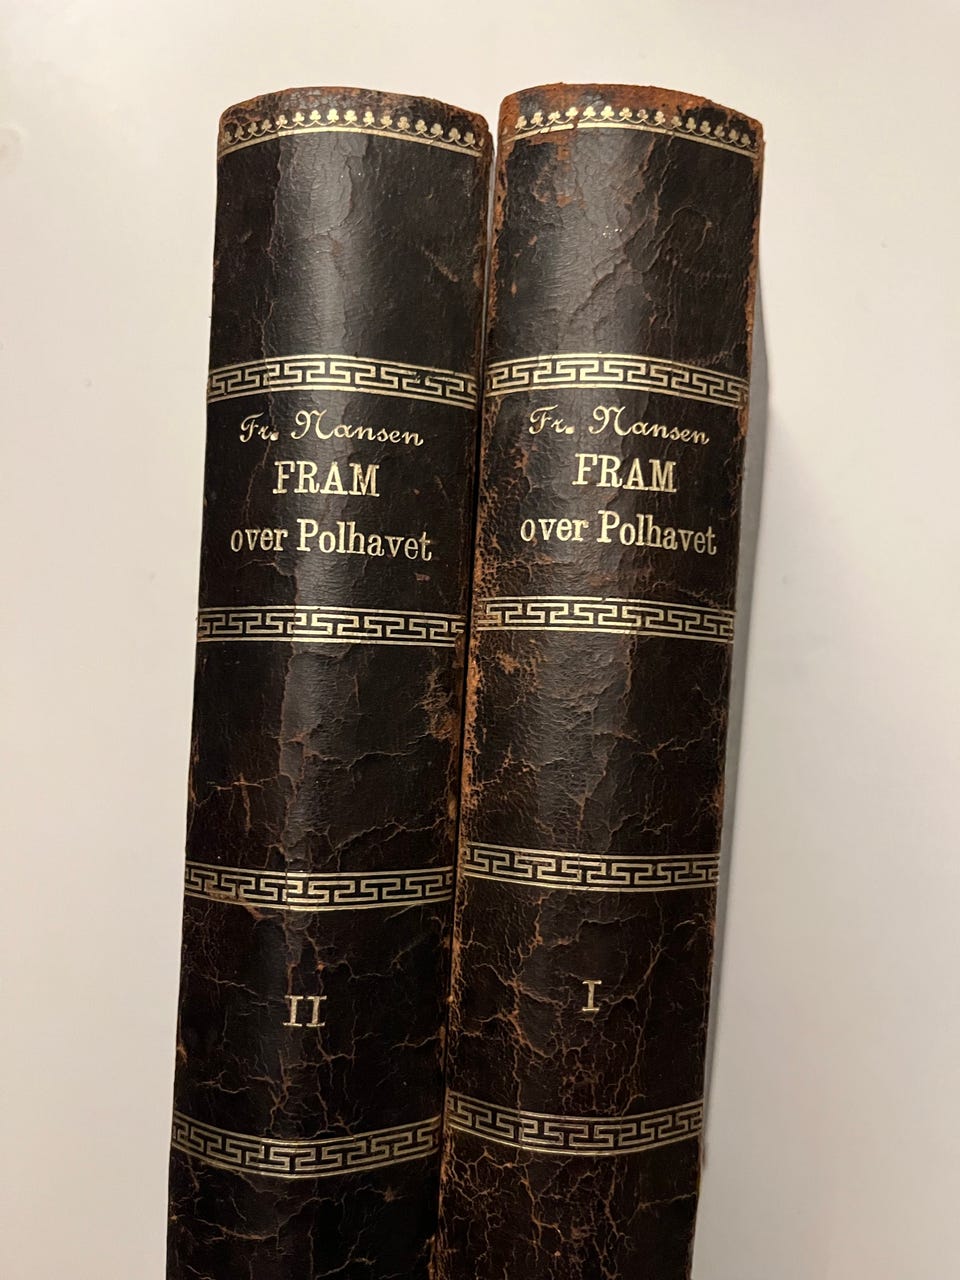 Fr. Nansen
FRAM
over Polhavet
II
Fr. Nansen
FRAM
over Polhavet
I